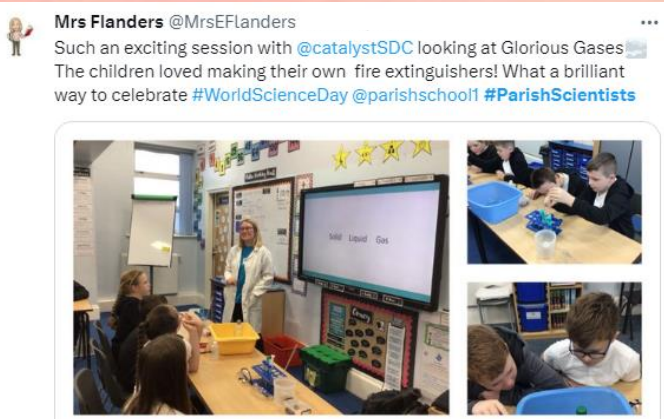 Mrs Flanders @MrsEFlanders
Such an exciting session with @catalystSDC looking at Glorious Gases
The children loved making their own fire extinguishers! What a brilliant
way to celebrate #WorldScienceDay @parishschool1 #ParishScientists
Solid Liquid Gas